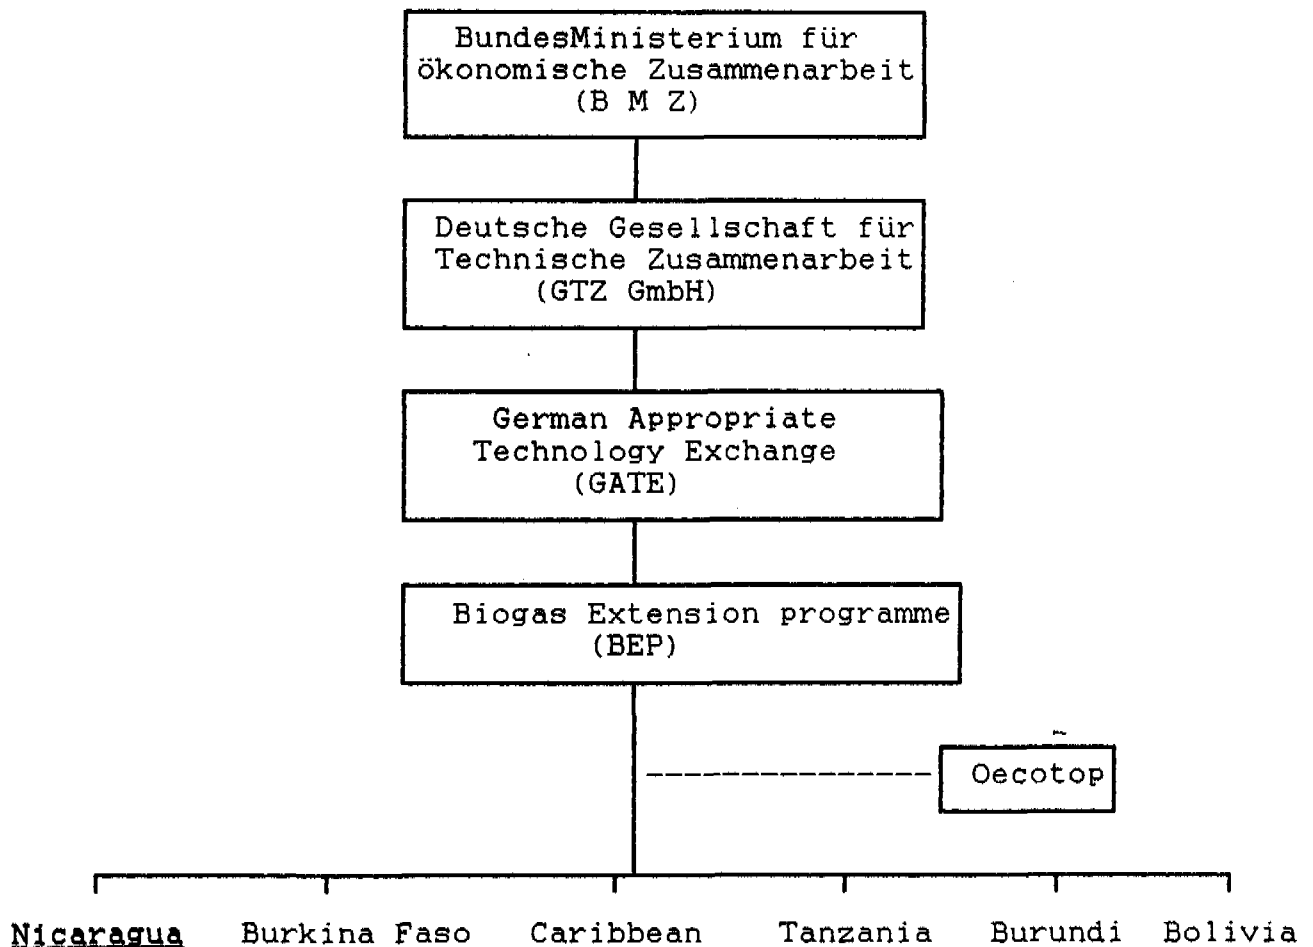 BundesMinisterium für
ökonomische Zusammenarbeit
(B M Z)
Deutsche Gesellschaft für
Technische Zusammenarbeit
(GTZ GmbH)
German Appropriate
Technology Exchange
(GATE)
Biogas Extension programme
(BEP)
Oecotop
Nicaragua Burkina Faso Caribbean Tanzania Burundi Bolivia